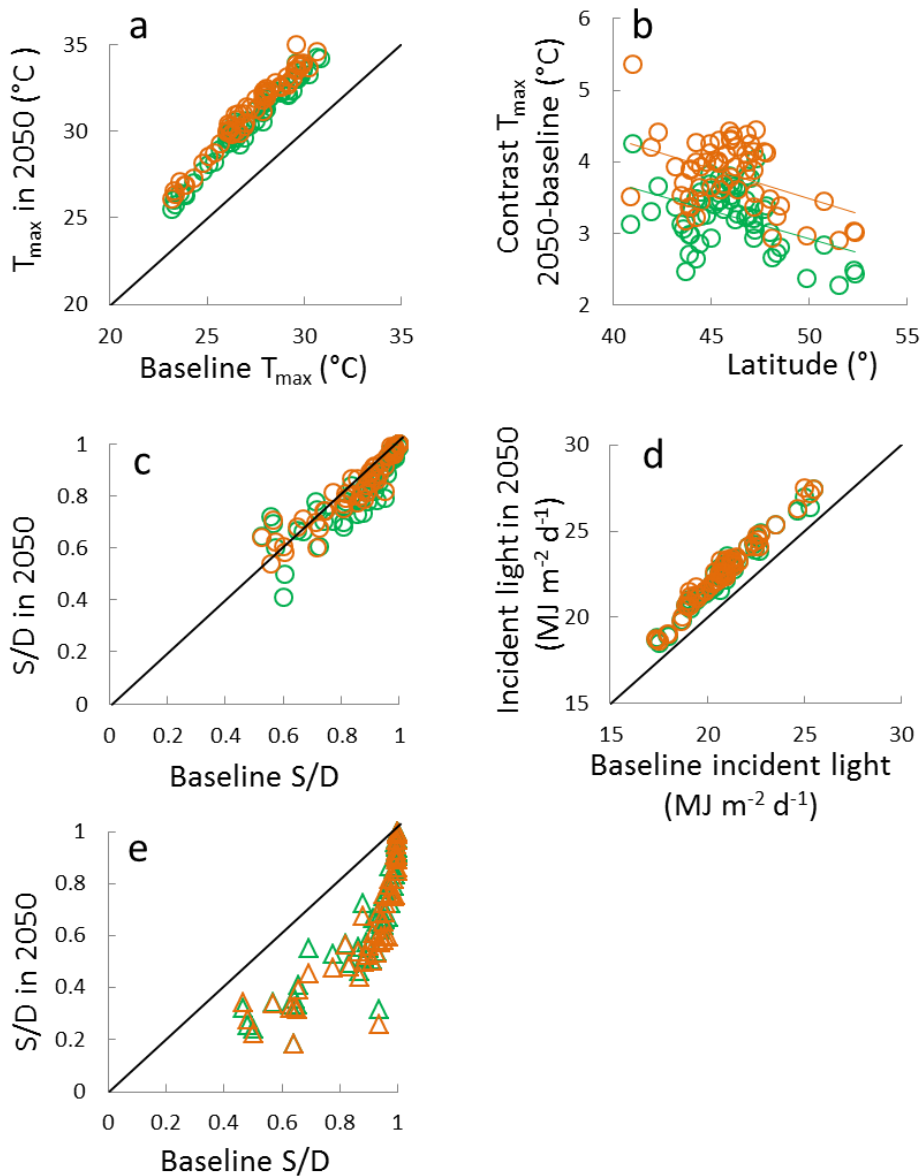 a
T_max in 2050 (°C)
35
30
25
20
20 25 30 35
Baseline T_max (°C)
b
Contrast T_max
2050-baseline (°C)
6
5
4
3
2
40 45 50 55
Latitude (°)
c
S/D in 2050
1
0.8
0.6
0.4
0.2
0
0 0.2 0.4 0.6 0.8 1
Baseline S/D
d
Incident light in 2050
(MJ m⁻² d⁻¹)
30
25
20
15
15 20 25 30
Baseline incident light
(MJ m⁻² d⁻¹)
e
S/D in 2050
1
0.8
0.6
0.4
0.2
0
0 0.2 0.4 0.6 0.8 1
Baseline S/D